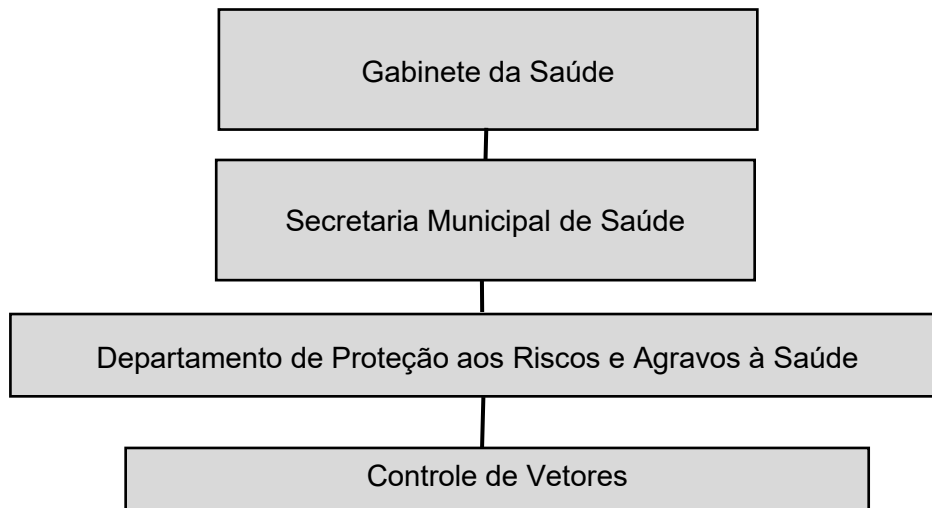 Gabinete da Saúde
Secretaria Municipal de Saúde
Departamento de Proteção aos Riscos e Agravos à Saúde
Controle de Vetores